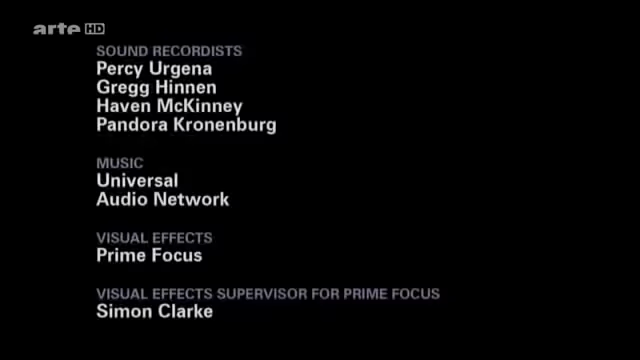 arte HD
SOUND RECORDISTS
Percy Urgena
Gregg Hinnen
Haven McKinney
Pandora Kronenburg
MUSIC
Universal
Audio Network
VISUAL EFFECTS
Prime Focus
VISUAL EFFECTS SUPERVISOR FOR PRIME FOCUS
Simon Clarke